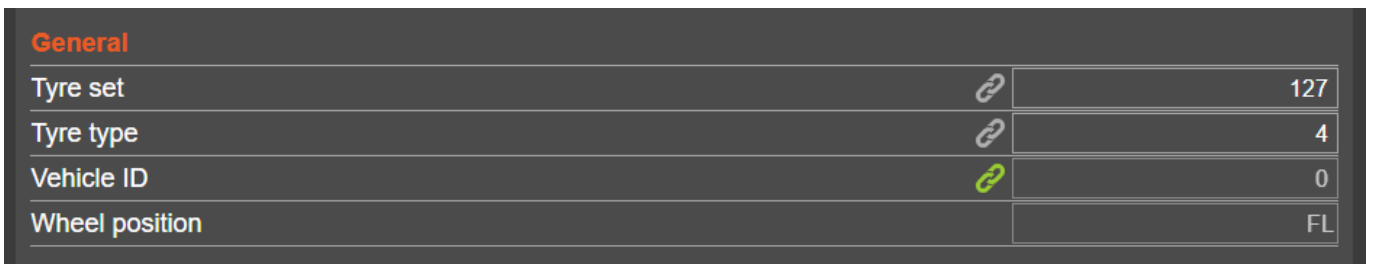 General
Tyre set 127
Tyre type 4
Vehicle ID 0
Wheel position FL